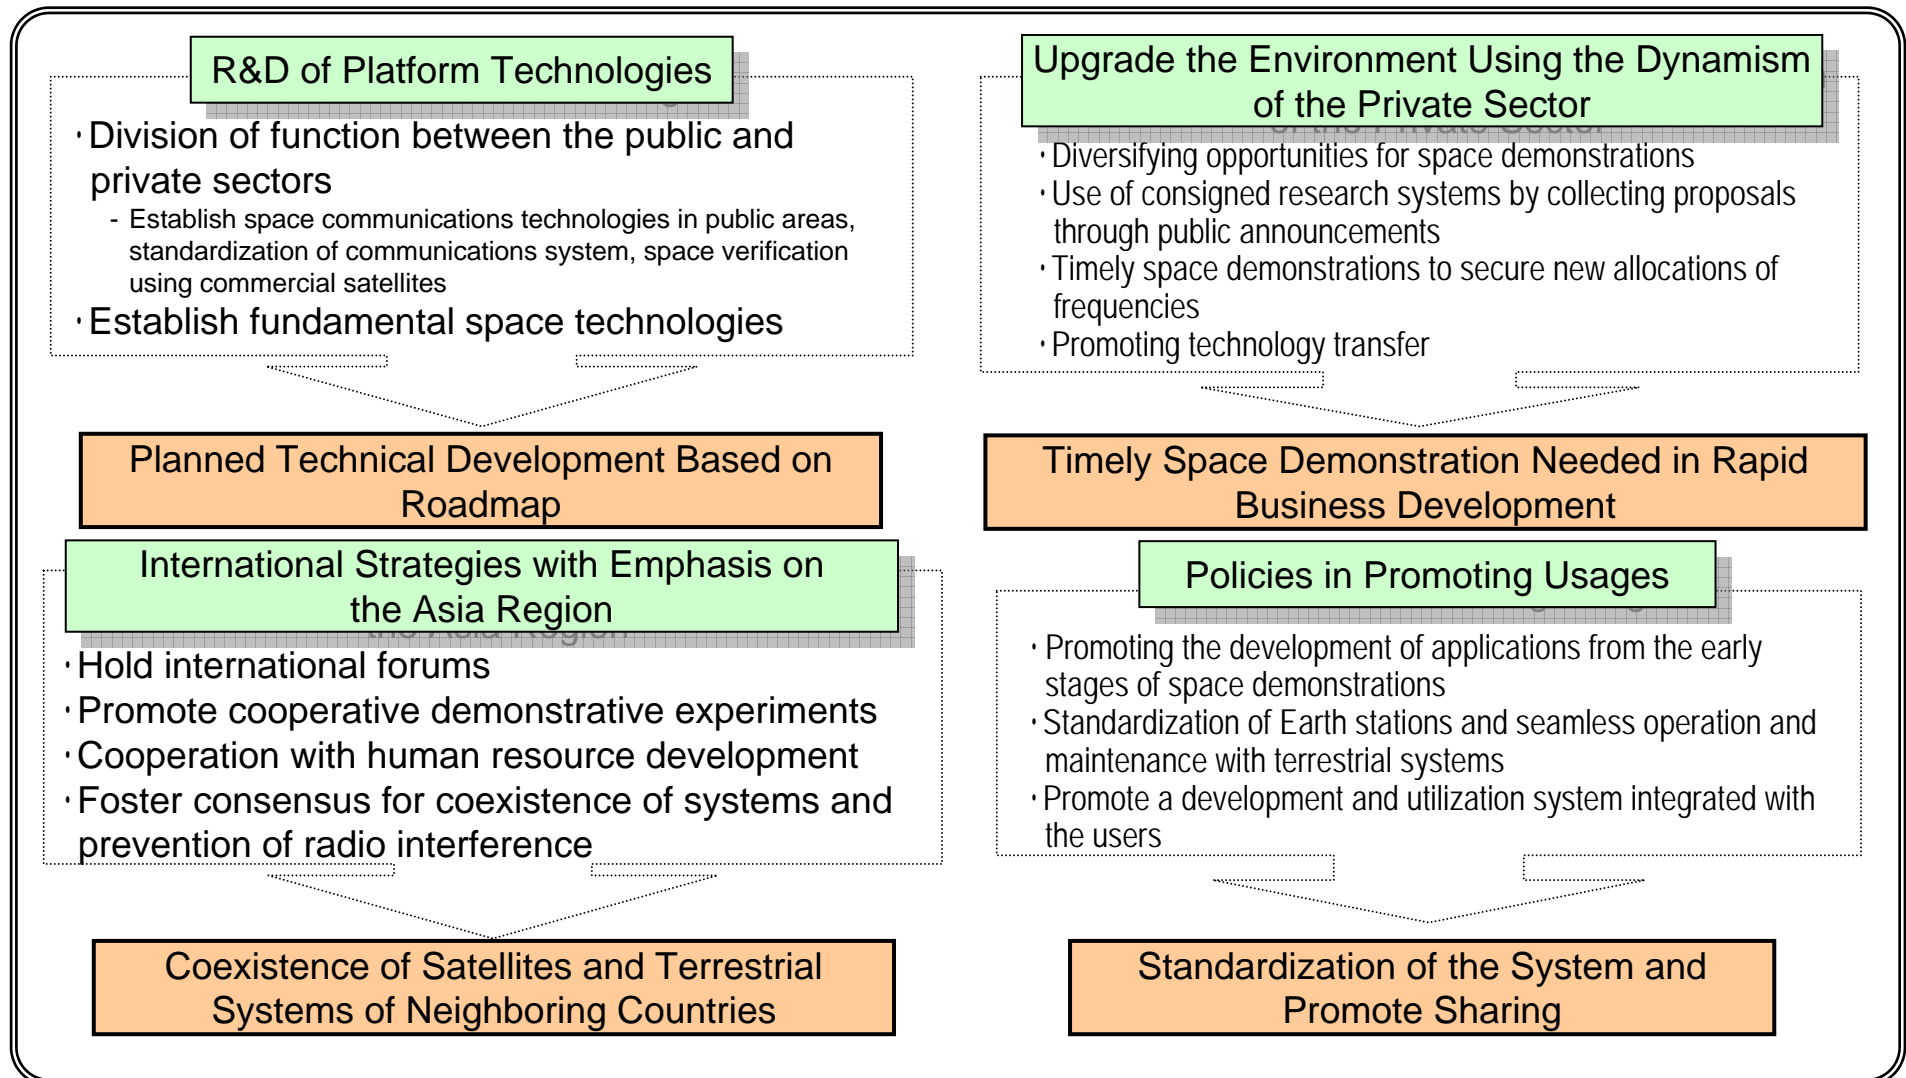 R&D of Platform Technologies
・Division of function between the public and
private sectors
- Establish space communications technologies in public areas,
standardization of communications system, space verification
using commercial satellites
・Establish fundamental space technologies
Planned Technical Development Based on
Roadmap
Upgrade the Environment Using the Dynamism
of the Private Sector
・Diversifying opportunities for space demonstrations
・Use of consigned research systems by collecting proposals
through public announcements
・Timely space demonstrations to secure new allocations of
frequencies
・Promoting technology transfer
Timely Space Demonstration Needed in Rapid
Business Development
International Strategies with Emphasis on
the Asia Region
・Hold international forums
・Promote cooperative demonstrative experiments
・Cooperation with human resource development
・Foster consensus for coexistence of systems and
prevention of radio interference
Coexistence of Satellites and Terrestrial
Systems of Neighboring Countries
Policies in Promoting Usages
・Promoting the development of applications from the early
stages of space demonstrations
・Standardization of Earth stations and seamless operation and
maintenance with terrestrial systems
・Promote a development and utilization system integrated with
the users
Standardization of the System and
Promote Sharing